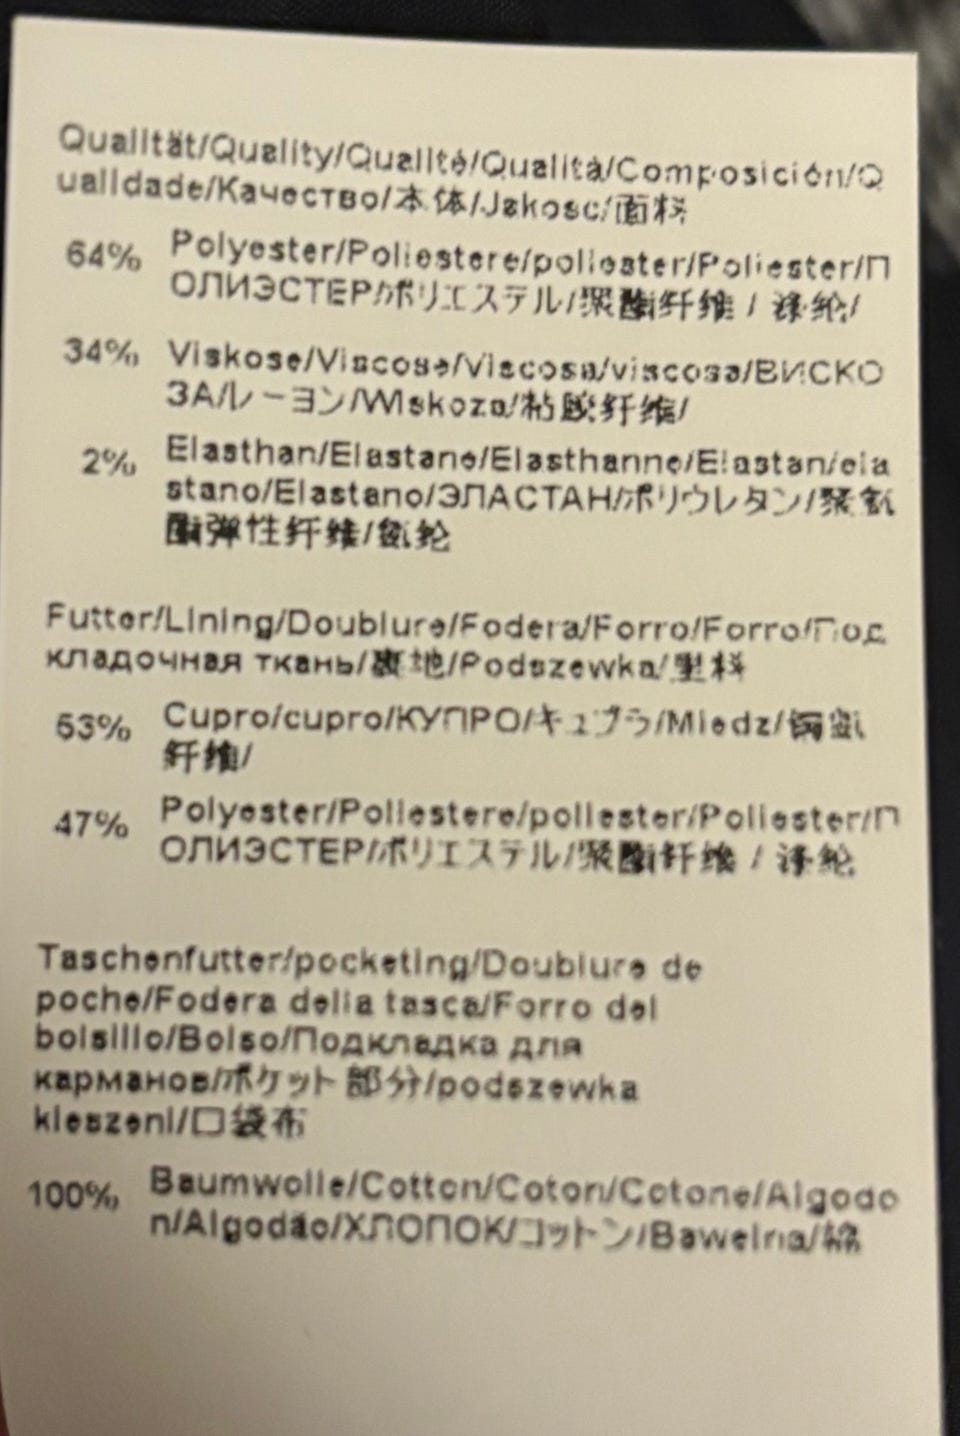 Qualität/Quality/Qualité/Qualità/Composición/Q
ualidade/Качество/本体/Jakosc/面料
64% Polyester/Poliestere/poliester/Poliester/П
ОЛИЭСТЕР/ポリエステル/聚酯纤维 / 涤纶/
34% Viskose/Viscose/Viscosa/viscosa/ВИСКО
ЗА/レーヨン/Wiskoza/粘胶纤维/
2% Elasthan/Elastane/Elasthanne/Elastan/ela
stano/Elastano/ЭЛАСТАН/ポリウレタン/聚氨
酯弹性纤维/氨纶
Futter/Lining/Doublure/Fodera/Forro/Forro/Под
кладочная ткань/裏地/Podszewka/里料
53% Cupro/cupro/КУПРО/キュプラ/Miedz/铜氨
纤维/
47% Polyester/Poliestere/poliester/Poliester/П
ОЛИЭСТЕР/ポリエステル/聚酯纤维 / 涤纶
Taschenfutter/pocketing/Doublure de
poche/Fodera della tasca/Forro del
bolsillo/Bolso/Подкладка для
карманов/ポケット部分/podszewka
kieszeni/口袋布
100% Baumwolle/Cotton/Coton/Cotone/Algodo
n/Algodão/ХЛОПОК/コットン/Bawelna/棉